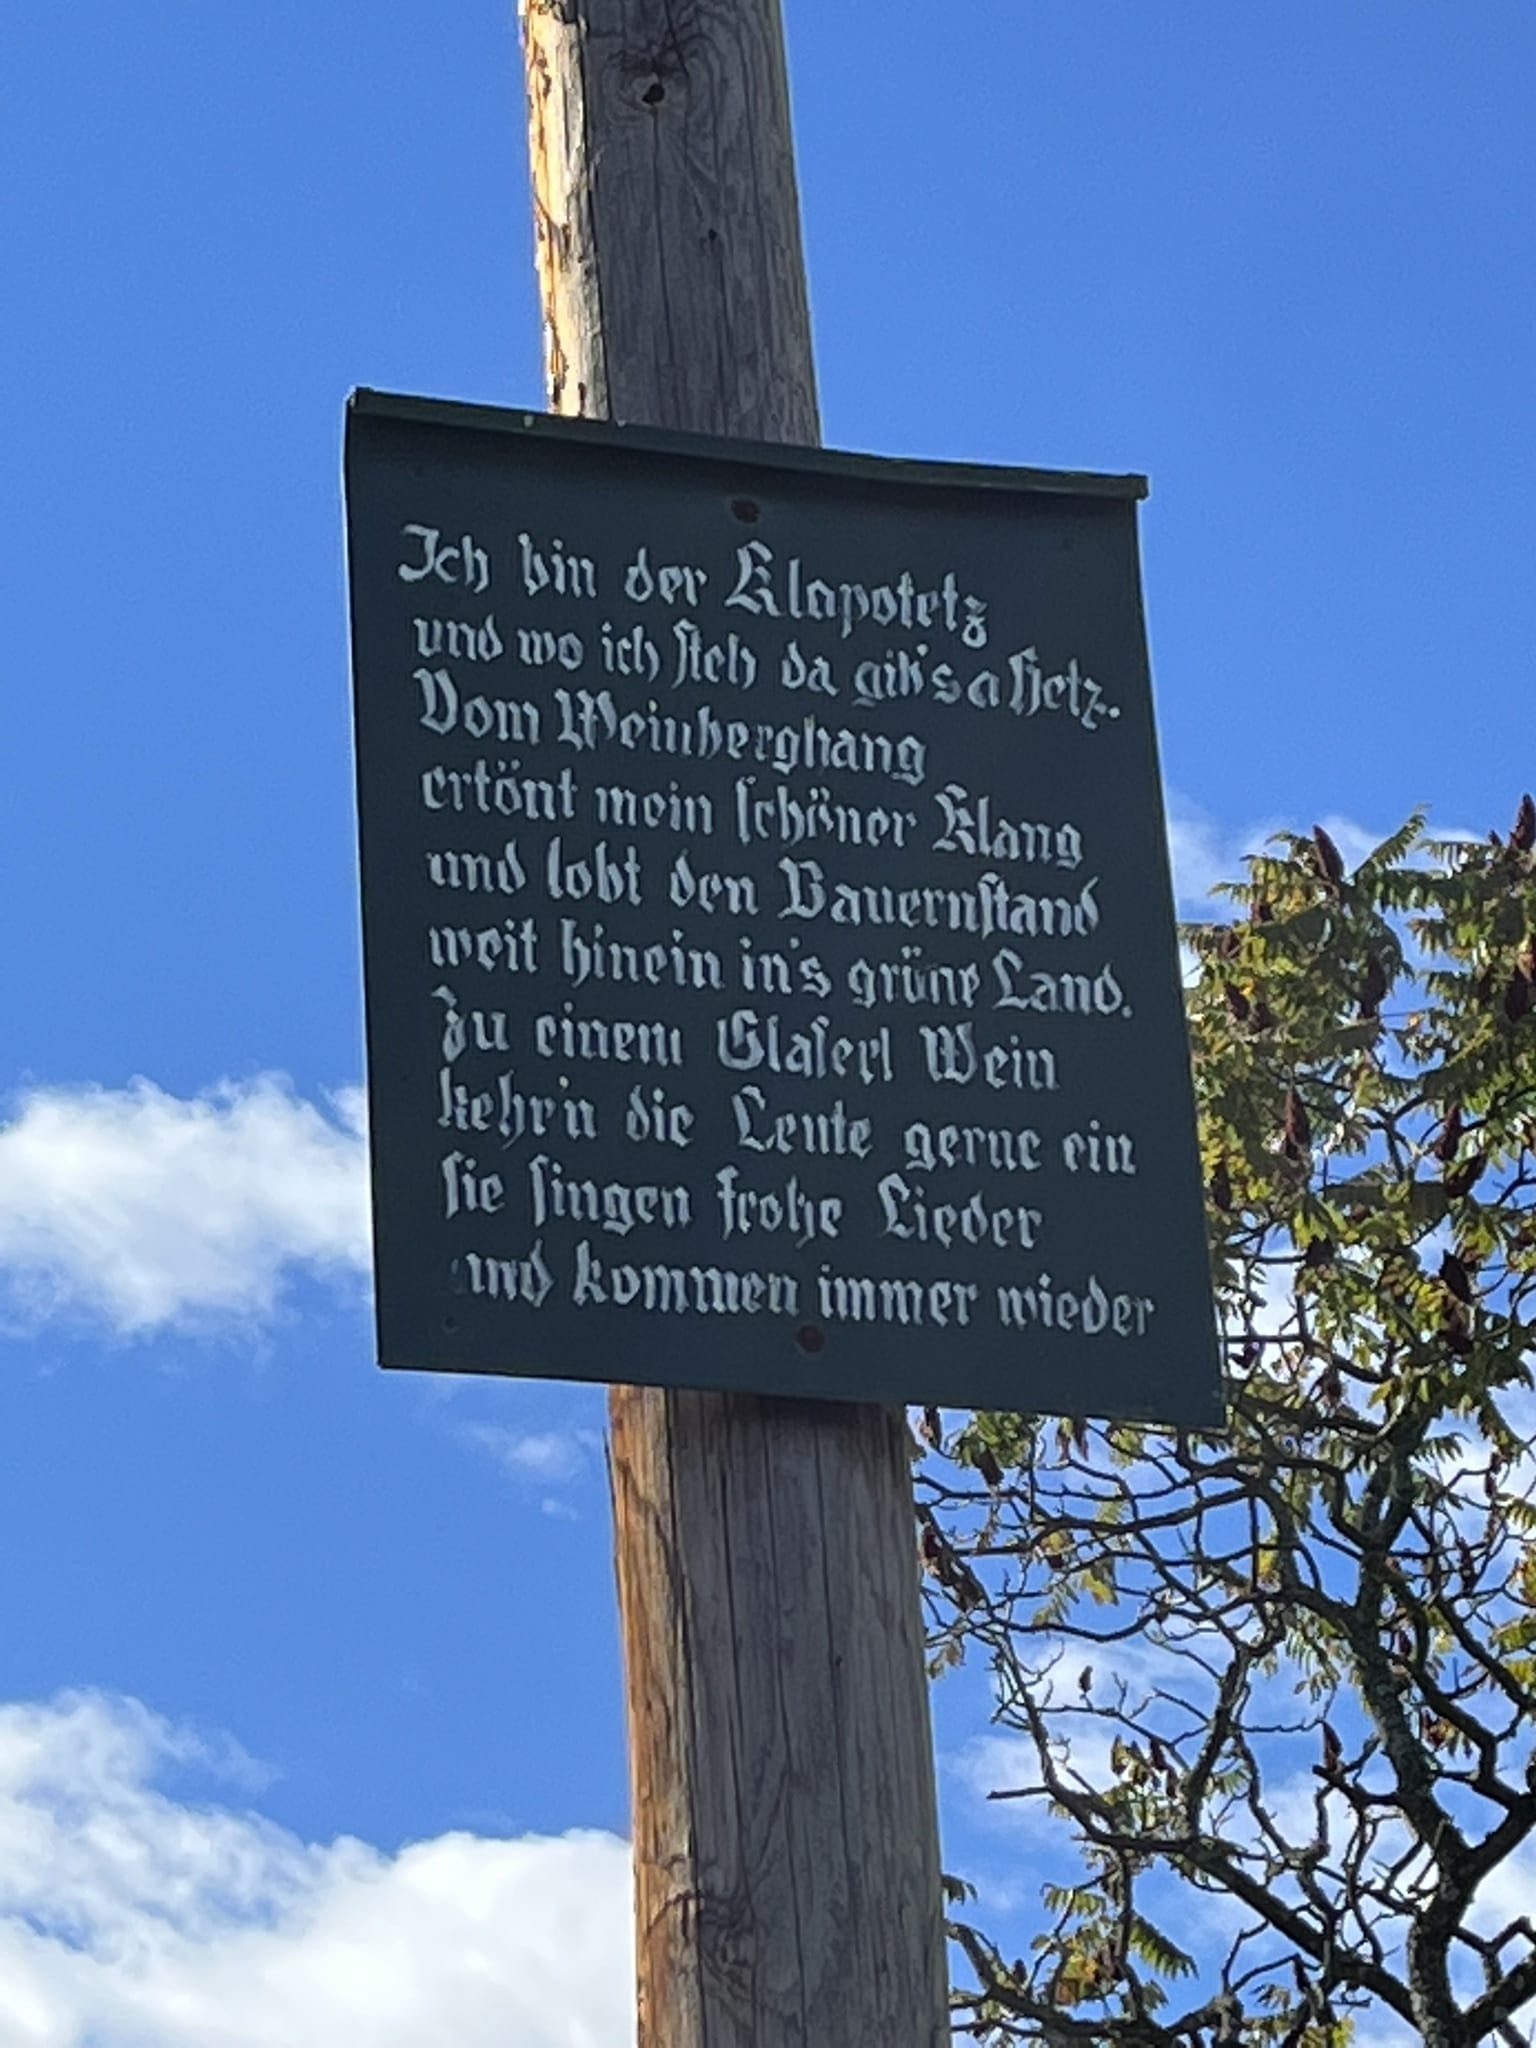 Ich bin der Klapotetz
und wo ich steh da gib's a Hetz.
Vom Weinberghang
ertönt mein schöner Klang
und lobt den Bauernstand
weit hinein in's grüne Land.
Zu einem Glaserl Wein
kehr'n die Leute gerne ein
sie singen frohe Lieder
und kommen immer wieder